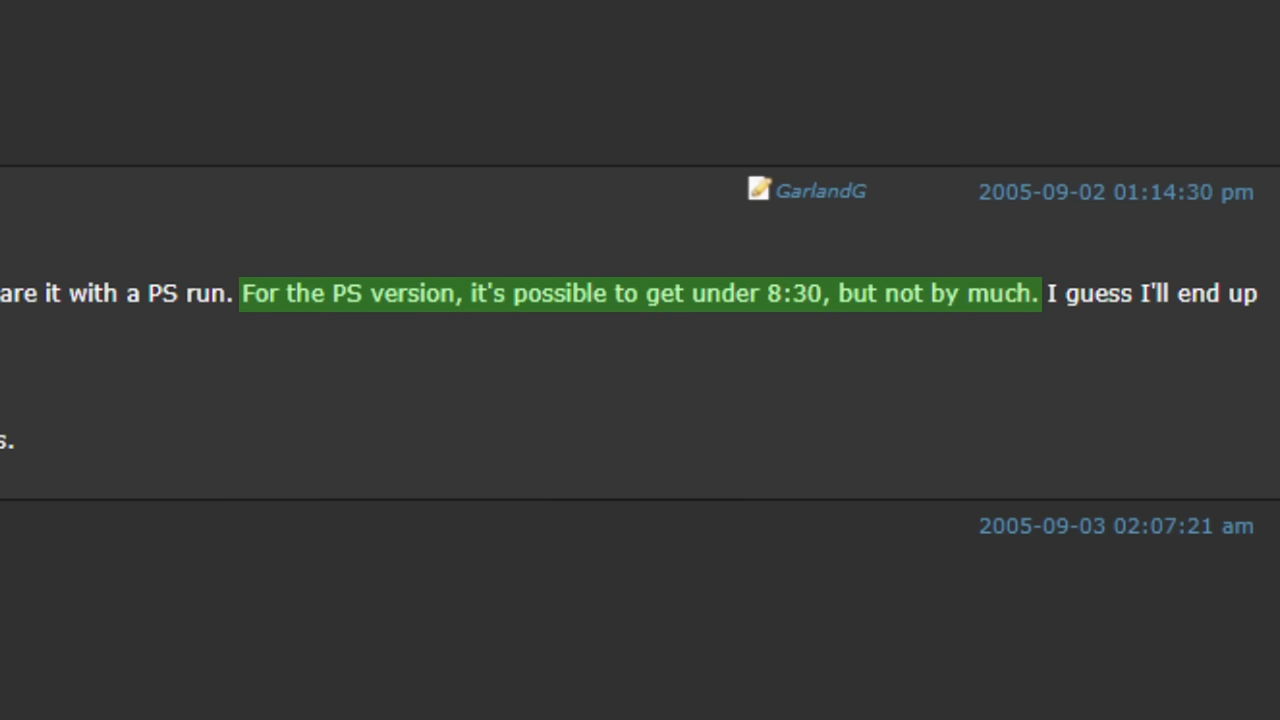 GarlandG 2005-09-02 01:14:30 pm
are it with a PS run. For the PS version, it's possible to get under 8:30, but not by much. I guess I'll end up
s.
2005-09-03 02:07:21 am